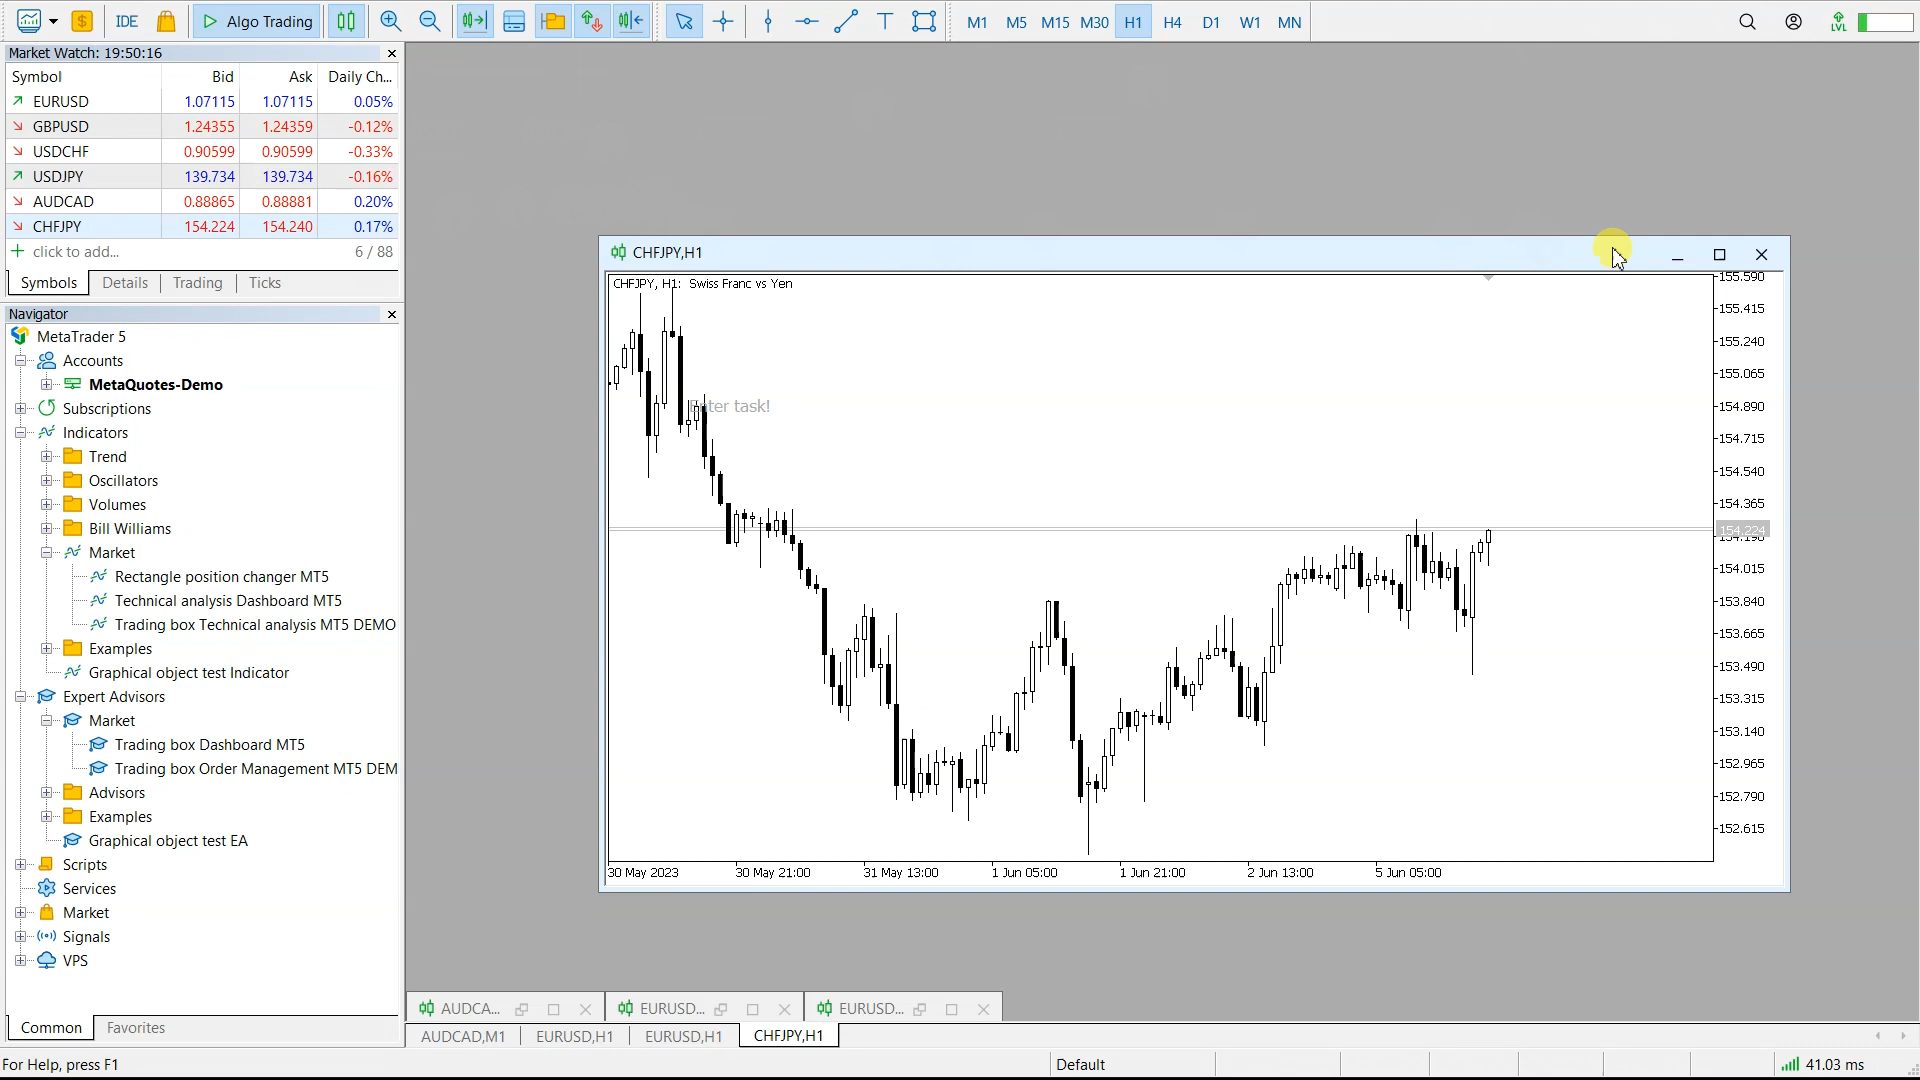 IDE Algo Trading M1 M5 M15 M30 H1 H4 D1 W1 MN LVL
Market Watch: 19:50:16
Symbol Bid Ask Daily Ch...
EURUSD 1.07115 1.07115 0.05%
GBPUSD 1.24355 1.24359 -0.12%
USDCHF 0.90599 0.90599 -0.33%
USDJPY 139.734 139.734 -0.16%
AUDCAD 0.88865 0.88881 0.20%
CHFJPY 154.224 154.240 0.17%
click to add... 6 / 88
Symbols Details Trading Ticks
Navigator
MetaTrader 5
Accounts
MetaQuotes-Demo
Subscriptions
Indicators
Trend
Oscillators
Volumes
Bill Williams
Market
Rectangle position changer MT5
Technical analysis Dashboard MT5
Trading box Technical analysis MT5 DEMO
Examples
Graphical object test Indicator
Expert Advisors
Market
Trading box Dashboard MT5
Trading box Order Management MT5 DEM
Advisors
Examples
Graphical object test EA
Scripts
Services
Market
Signals
VPS
Common Favorites
CHFJPY,H1
CHFJPY, H1: Swiss Franc vs Yen
Enter task!
155.590
155.415
155.240
155.065
154.890
154.715
154.540
154.365
154.224
154.190
154.015
153.840
153.665
153.490
153.315
153.140
152.965
152.790
152.615
30 May 2023 30 May 21:00 31 May 13:00 1 Jun 05:00 1 Jun 21:00 2 Jun 13:00 5 Jun 05:00
AUDCA... EURUSD... EURUSD...
AUDCAD,M1 EURUSD,H1 EURUSD,H1 CHFJPY,H1
For Help, press F1 Default 41.03 ms